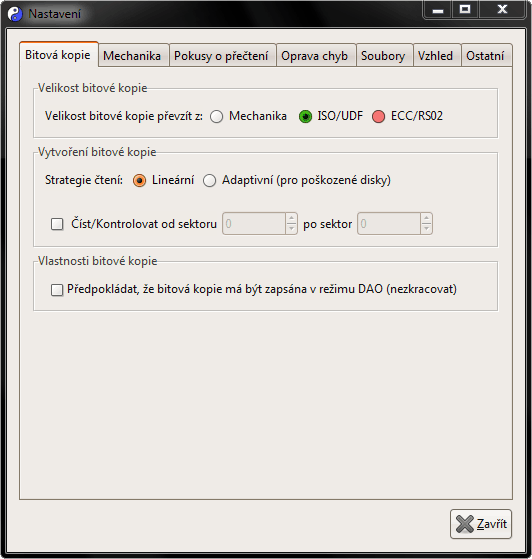 Nastavení
Bitová kopie Mechanika Pokusy o přečtení Oprava chyb Soubory Vzhled Ostatní
Velikost bitové kopie
Velikost bitové kopie převzít z: Mechanika ISO/UDF ECC/RS02
Vytvoření bitové kopie
Strategie čtení: Lineární Adaptivní (pro poškozené disky)
Číst/Kontrolovat od sektoru 0 po sektor 0
Vlastnosti bitové kopie
Předpokládat, že bitová kopie má být zapsána v režimu DAO (nezkracovat)
Zavřít